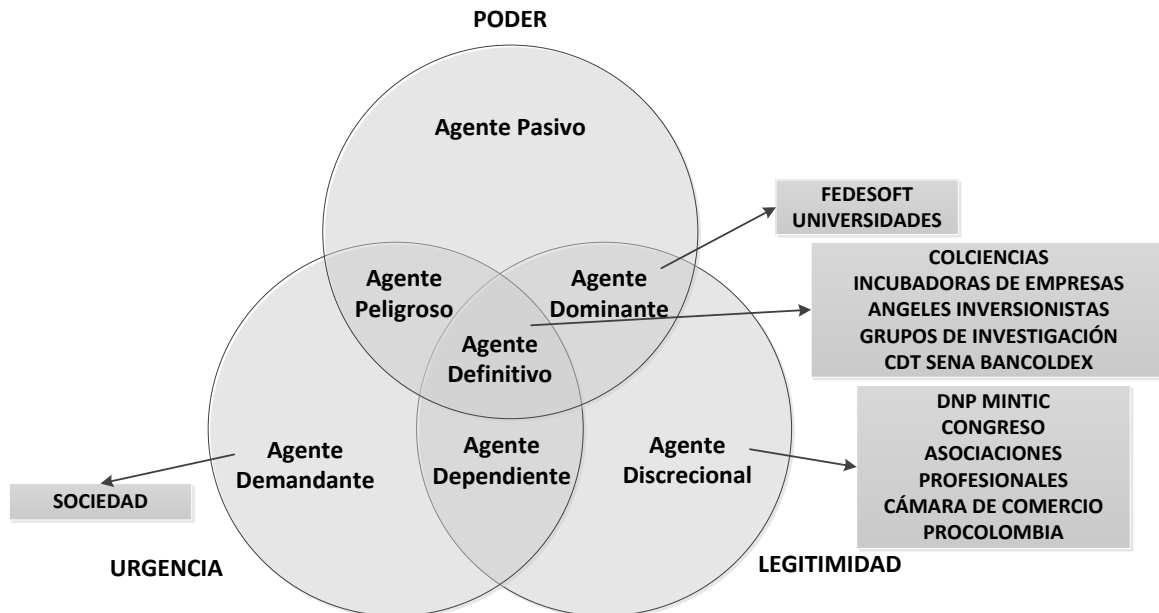 PODER
Agente Pasivo
FEDESOFT
UNIVERSIDADES
COLCIENCIAS
INCUBADORAS DE EMPRESAS
ANGELES INVERSIONISTAS
GRUPOS DE INVESTIGACIÓN
CDT SENA BANCOLDEX
Agente
Peligroso
Agente
Dominante
Agente
Definitivo
DNP MINTIC
CONGRESO
ASOCIACIONES
PROFESIONALES
CÁMARA DE COMERCIO
PROCOLOMBIA
Agente
Demandante
Agente
Dependiente
Agente
Discrecional
SOCIEDAD
URGENCIA
LEGITIMIDAD